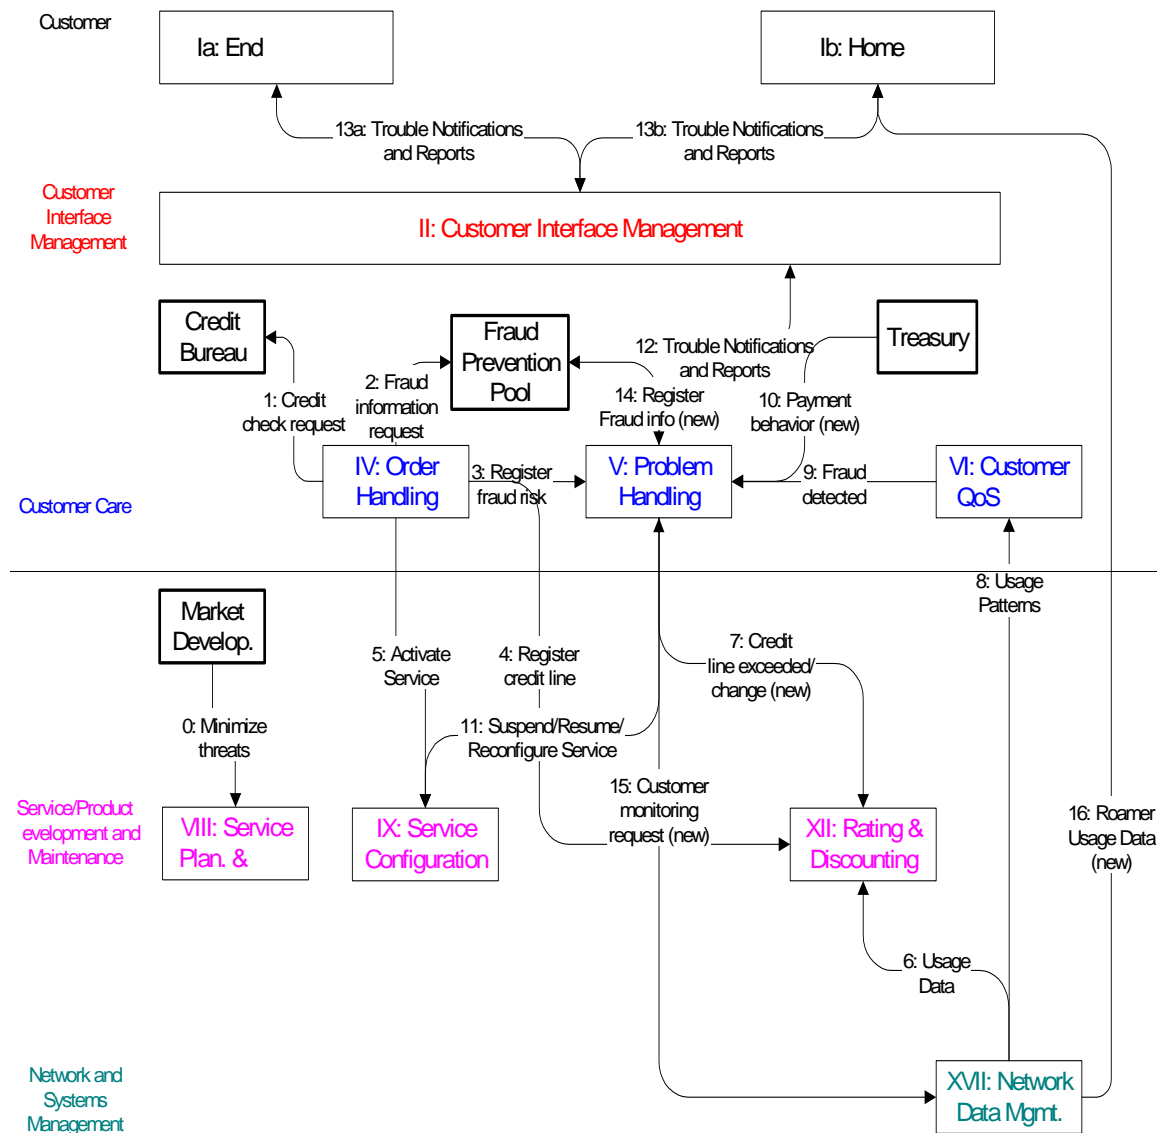 Customer
Ia: End
Ib: Home
13a: Trouble Notifications
and Reports
13b: Trouble Notifications
and Reports
Customer
Interface
Management
II: Customer Interface Management
Credit
Bureau
Fraud
Prevention
Pool
Treasury
12: Trouble Notifications
and Reports
1: Credit
check request
2: Fraud
information
request
14: Register
Fraud info (new)
10: Payment
behavior (new)
IV: Order
Handling
3: Register
fraud risk
V: Problem
Handling
9: Fraud
detected
VI: Customer
QoS
Customer Care
8: Usage
Patterns
Market
Develop.
5: Activate
Service
4: Register
credit line
7: Credit
line exceeded/
change (new)
0: Minimize
threats
11: Suspend/Resume/
Reconfigure Service
15: Customer
monitoring
request (new)
16: Roamer
Usage Data
(new)
Service/Product
evelopment and
Maintenance
VIII: Service
Plan. &
IX: Service
Configuration
XII: Rating &
Discounting
6: Usage
Data
Network and
Systems
Management
XVII: Network
Data Mgmt.